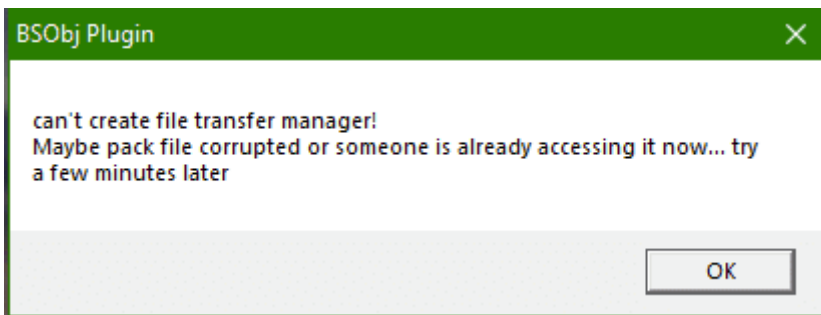 BSObj Plugin
can't create file transfer manager!
Maybe pack file corrupted or someone is already accessing it now... try
a few minutes later
OK